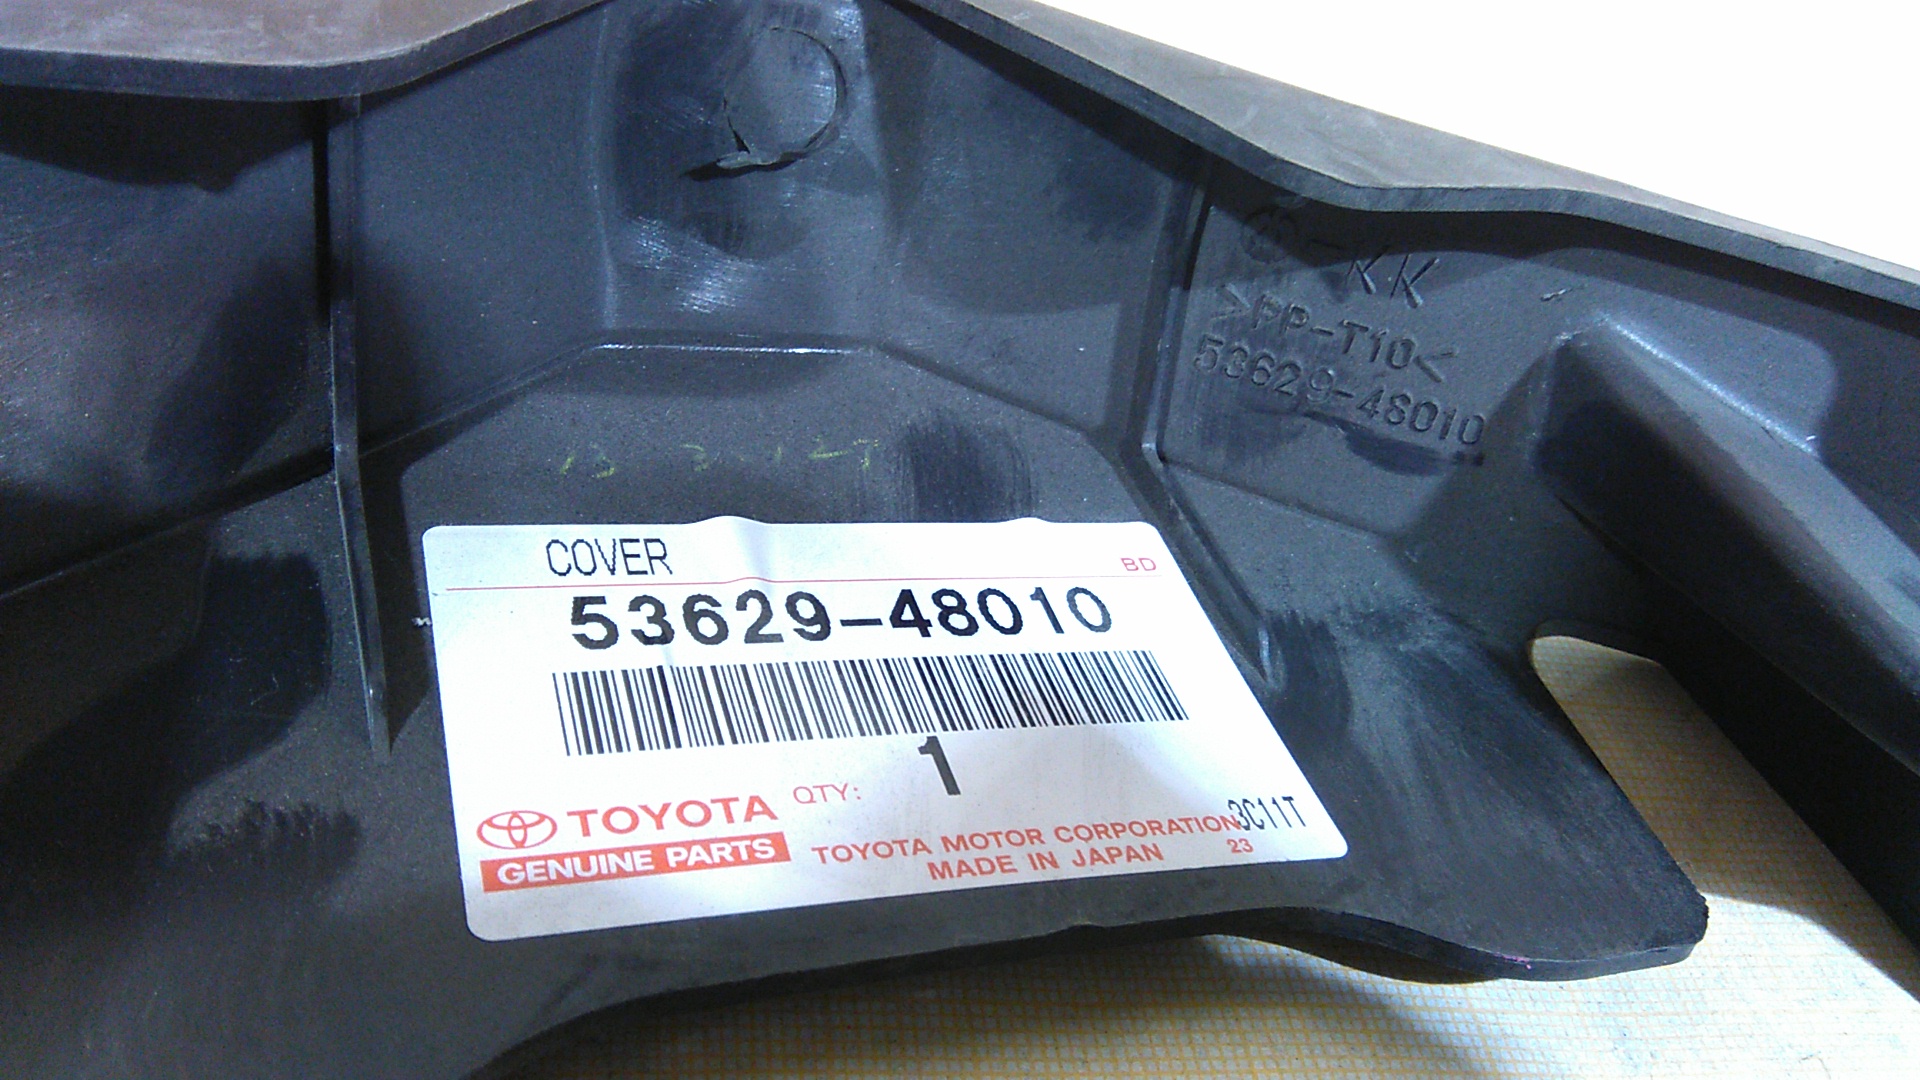 -KK
>PP-T10<
53629-48010
COVER
BD
53629-48010
1
QTY:
TOYOTA
GENUINE PARTS
TOYOTA MOTOR CORPORATION
3C11T
MADE IN JAPAN
23